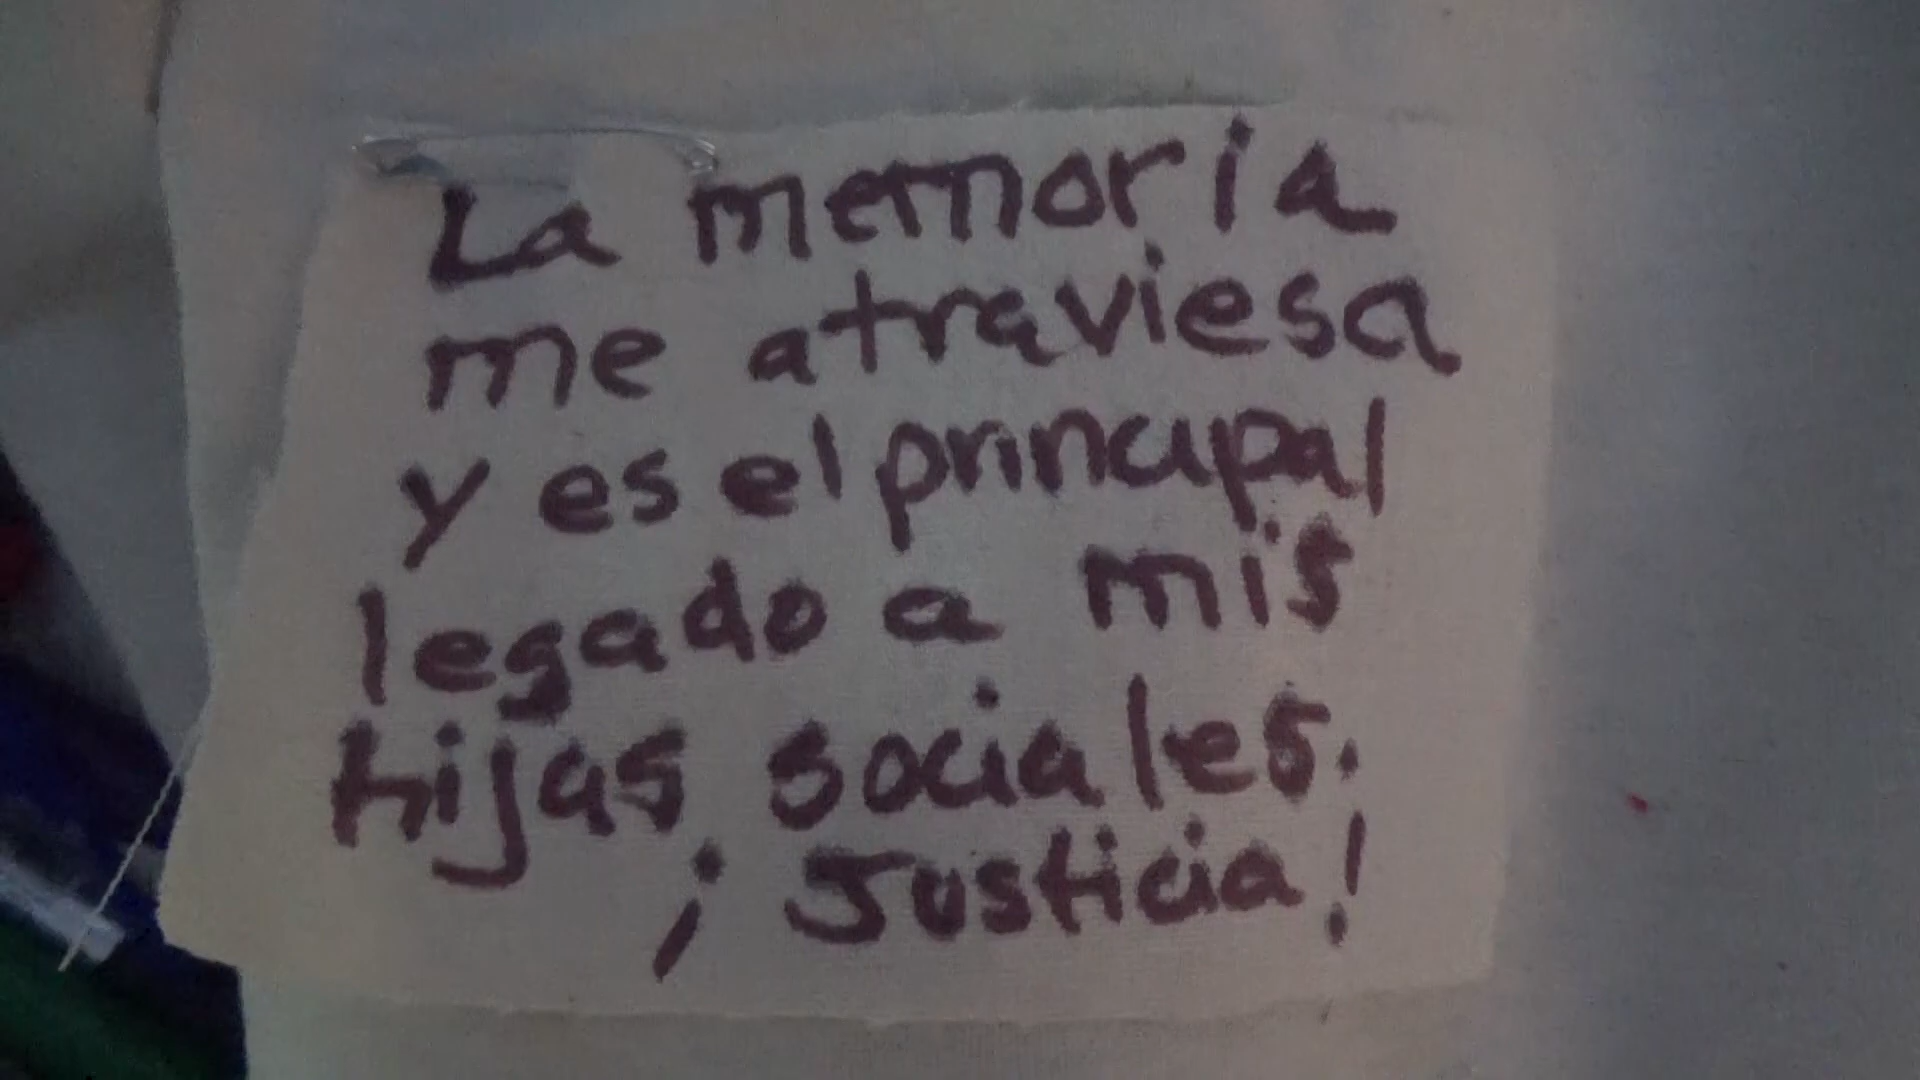 La memoria
me atraviesa
y es el principal
legado a mis
hijas sociales.
¡Justicia!